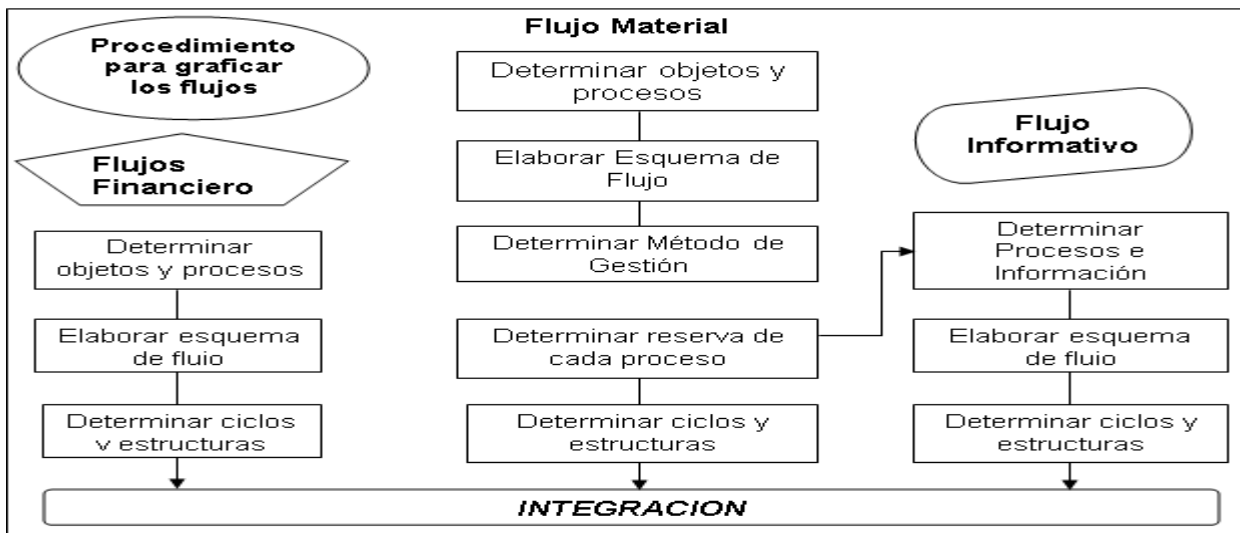 Procedimiento
para graficar
los flujos
Flujos
Financiero
Determinar
objetos y procesos
Elaborar esquema
de fluio
Determinar ciclos
v estructuras
Flujo Material
Determinar objetos y
procesos
Elaborar Esquema de
Flujo
Determinar Método de
Gestión
Determinar reserva de
cada proceso
Determinar ciclos y
estructuras
Flujo
Informativo
Determinar
Procesos e
Información
Elaborar esquema
de fluio
Determinar ciclos y
estructuras
INTEGRACION